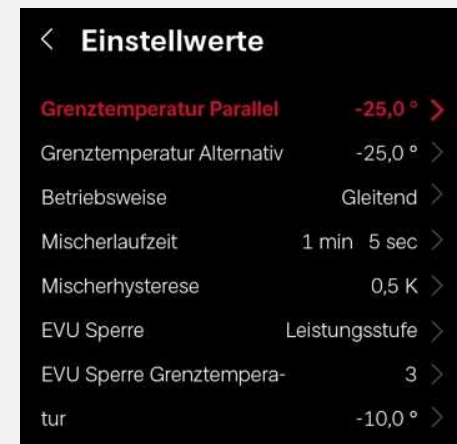 Einstellwerte
Grenztemperatur Parallel -25,0 °
Grenztemperatur Alternativ -25,0 °
Betriebsweise Gleitend
Mischerlaufzeit 1 min 5 sec
Mischerhysterese 0,5 K
EVU Sperre Leistungsstufe
EVU Sperre Grenztempera- 3
tur -10,0 °